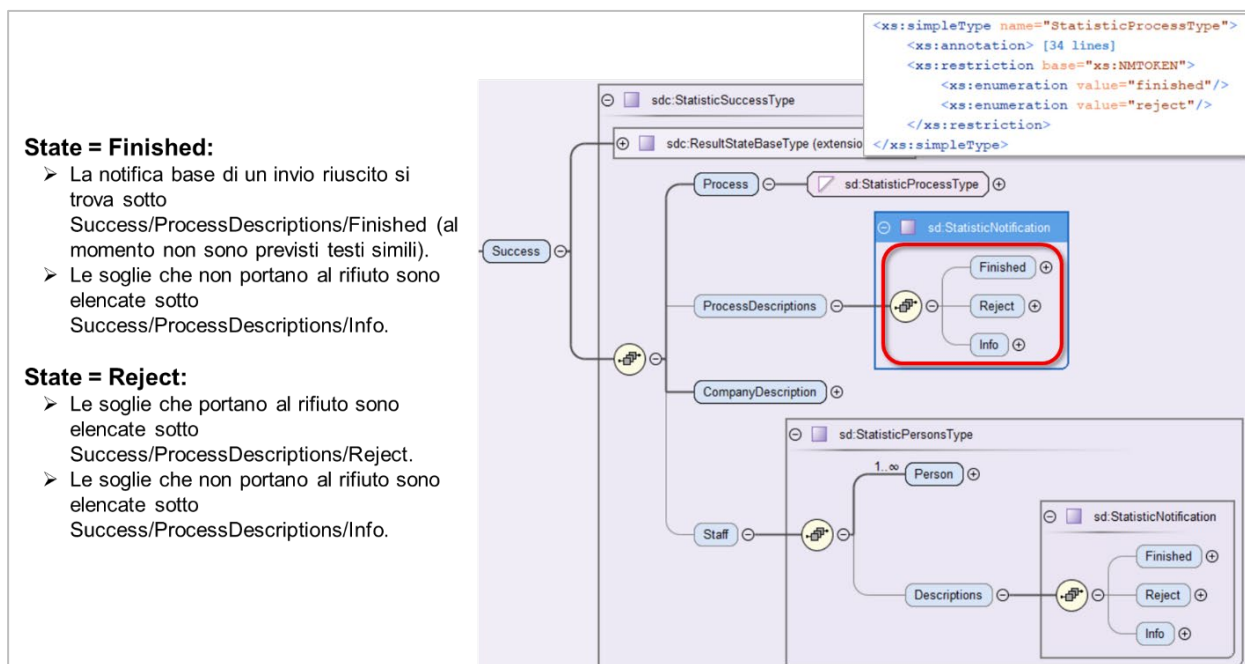 <xs:simpleType name="StatisticProcessType">
<xs:annotation> [34 lines]
<xs:restriction base="xs:NMTOKEN">
<xs:enumeration value="finished"/>
<xs:enumeration value="reject"/>
</xs:restriction>
</xs:simpleType>
State = Finished:
➢ La notifica base di un invio riuscito si
trova sotto
Success/ProcessDescriptions/Finished (al
momento non sono previsti testi simili).
➢ Le soglie che non portano al rifiuto sono
elencate sotto
Success/ProcessDescriptions/Info.
State = Reject:
➢ Le soglie che portano al rifiuto sono
elencate sotto
Success/ProcessDescriptions/Reject.
➢ Le soglie che non portano al rifiuto sono
elencate sotto
Success/ProcessDescriptions/Info.
Success
sdc:StatisticSuccessType
sdc:ResultStateBaseType (extensio
Process
sd:StatisticProcessType
sd:StatisticNotification
Finished
ProcessDescriptions
Reject
Info
CompanyDescription
sd:StatisticPersonsType
1..∞
Person
Staff
sd:StatisticNotification
Finished
Descriptions
Reject
Info